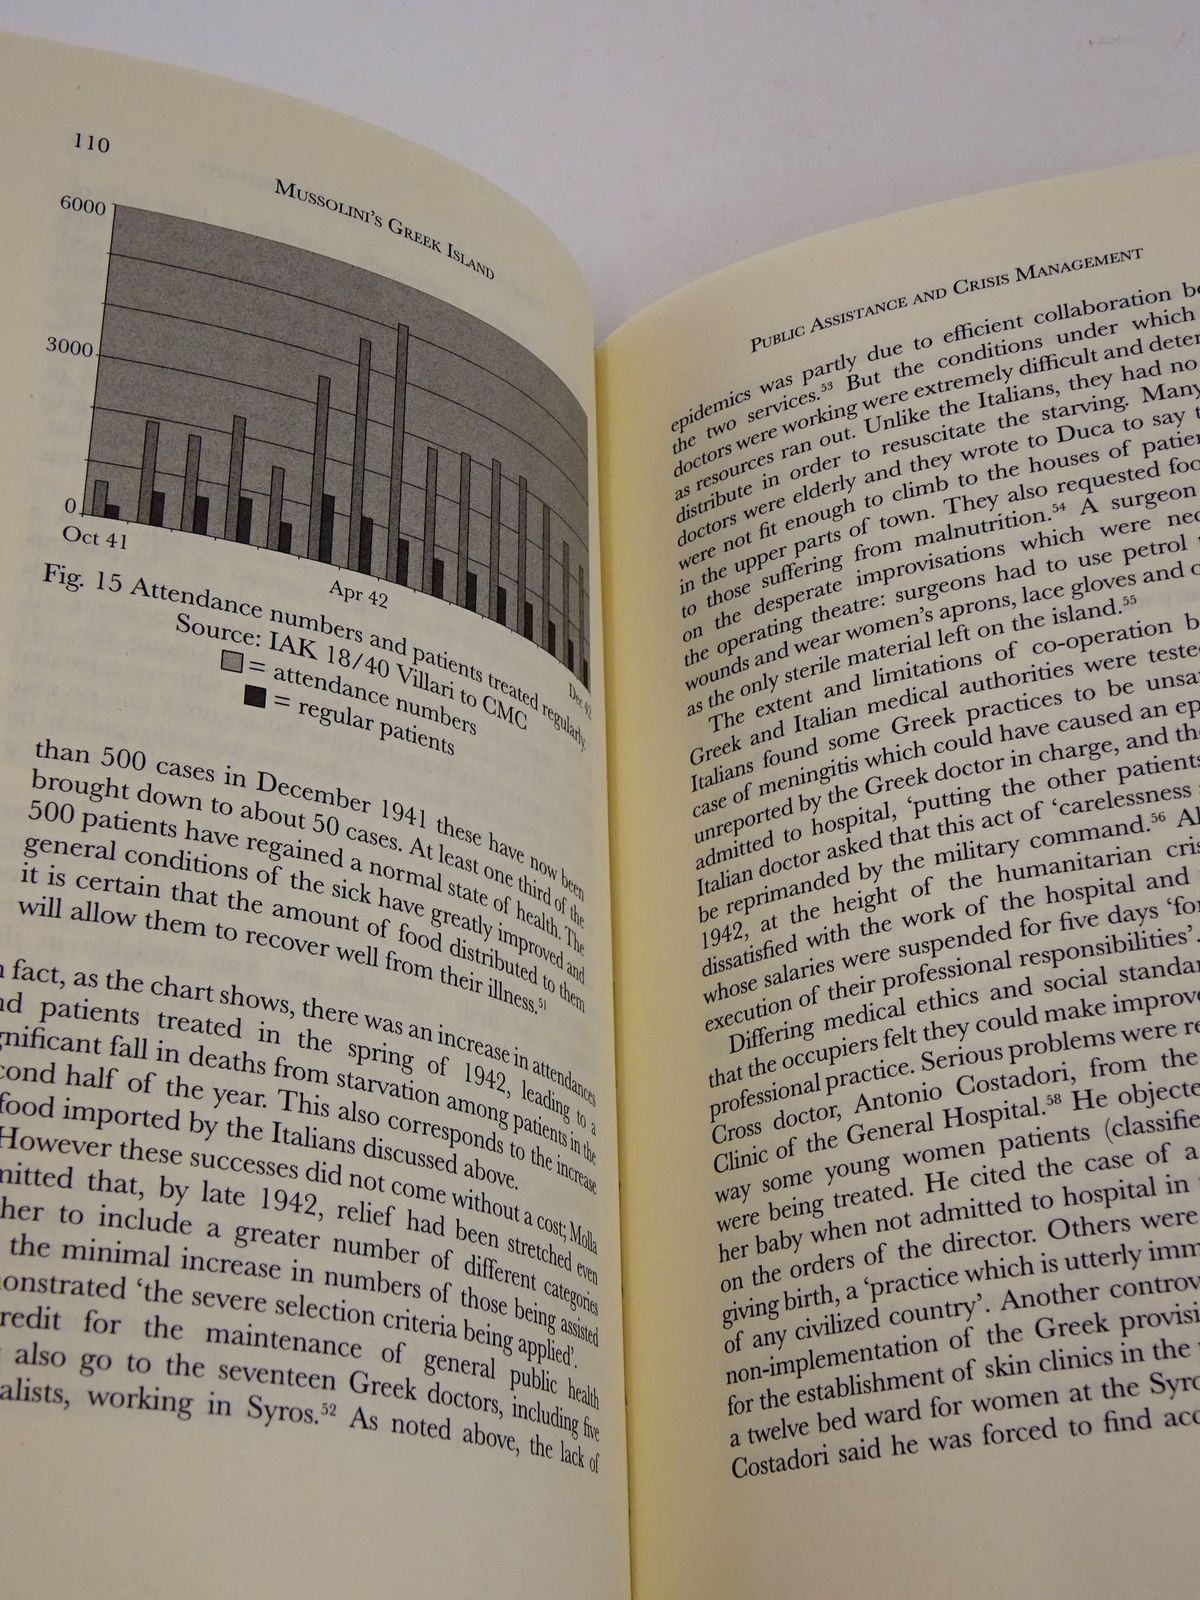 110
MUSSOLINI'S GREEK ISLAND
6000
3000
0
Oct 41
Apr 42
Dec 42
Fig. 15 Attendance numbers and patients treated regularly.
Source: IAK 18/40 Villari to CMC
= attendance numbers
= regular patients
than 500 cases in December 1941 these have now been
brought down to about 50 cases. At least one third of the
500 patients have regained a normal state of health. The
general conditions of the sick have greatly improved and
it is certain that the amount of food distributed to them
will allow them to recover well from their illness.51
n fact, as the chart shows, there was an increase in attendances
nd patients treated in the spring of 1942, leading to a
gnificant fall in deaths from starvation among patients in the
cond half of the year. This also corresponds to the increase
food imported by the Italians discussed above.
However these successes did not come without a cost; Molla
mitted that, by late 1942, relief had been stretched even
her to include a greater number of different categories
the minimal increase in numbers of those being assisted
onstrated 'the severe selection criteria being applied'.
redit for the maintenance of general public health
also go to the seventeen Greek doctors, including five
alists, working in Syros.52 As noted above, the lack of
PUBLIC ASSISTANCE AND CRISIS MANAGEMENT
epidemics was partly due to efficient collaboration be
the two services.53 But the conditions under which
doctors were working were extremely difficult and deter
as resources ran out. Unlike the Italians, they had no
distribute in order to resuscitate the starving. Many
doctors were elderly and they wrote to Duca to say t
were not fit enough to climb to the houses of patien
in the upper parts of town. They also requested foo
to those suffering from malnutrition.54 A surgeon
on the desperate improvisations which were nec
the operating theatre: surgeons had to use petrol
wounds and wear women's aprons, lace gloves and o
as the only sterile material left on the island.55
The extent and limitations of co-operation b
Greek and Italian medical authorities were teste
Italians found some Greek practices to be unsa
case of meningitis which could have caused an ep
unreported by the Greek doctor in charge, and the
admitted to hospital, 'putting the other patients
Italian doctor asked that this act of 'carelessness
be reprimanded by the military command.56 Al
1942, at the height of the humanitarian cris
dissatisfied with the work of the hospital and
whose salaries were suspended for five days 'for
execution of their professional responsibilities'.
Differing medical ethics and social standar
that the occupiers felt they could make improve
professional practice. Serious problems were re
Cross doctor, Antonio Costadori, from the
Clinic of the General Hospital.58 He objecte
way some young women patients (classifie
were being treated. He cited the case of a
her baby when not admitted to hospital in
on the orders of the director. Others were
giving birth, a 'practice which is utterly imm
of any civilized country'. Another controv
non-implementation of the Greek provisi
for the establishment of skin clinics in the
a twelve bed ward for women at the Syro
Costadori said he was forced to find acc